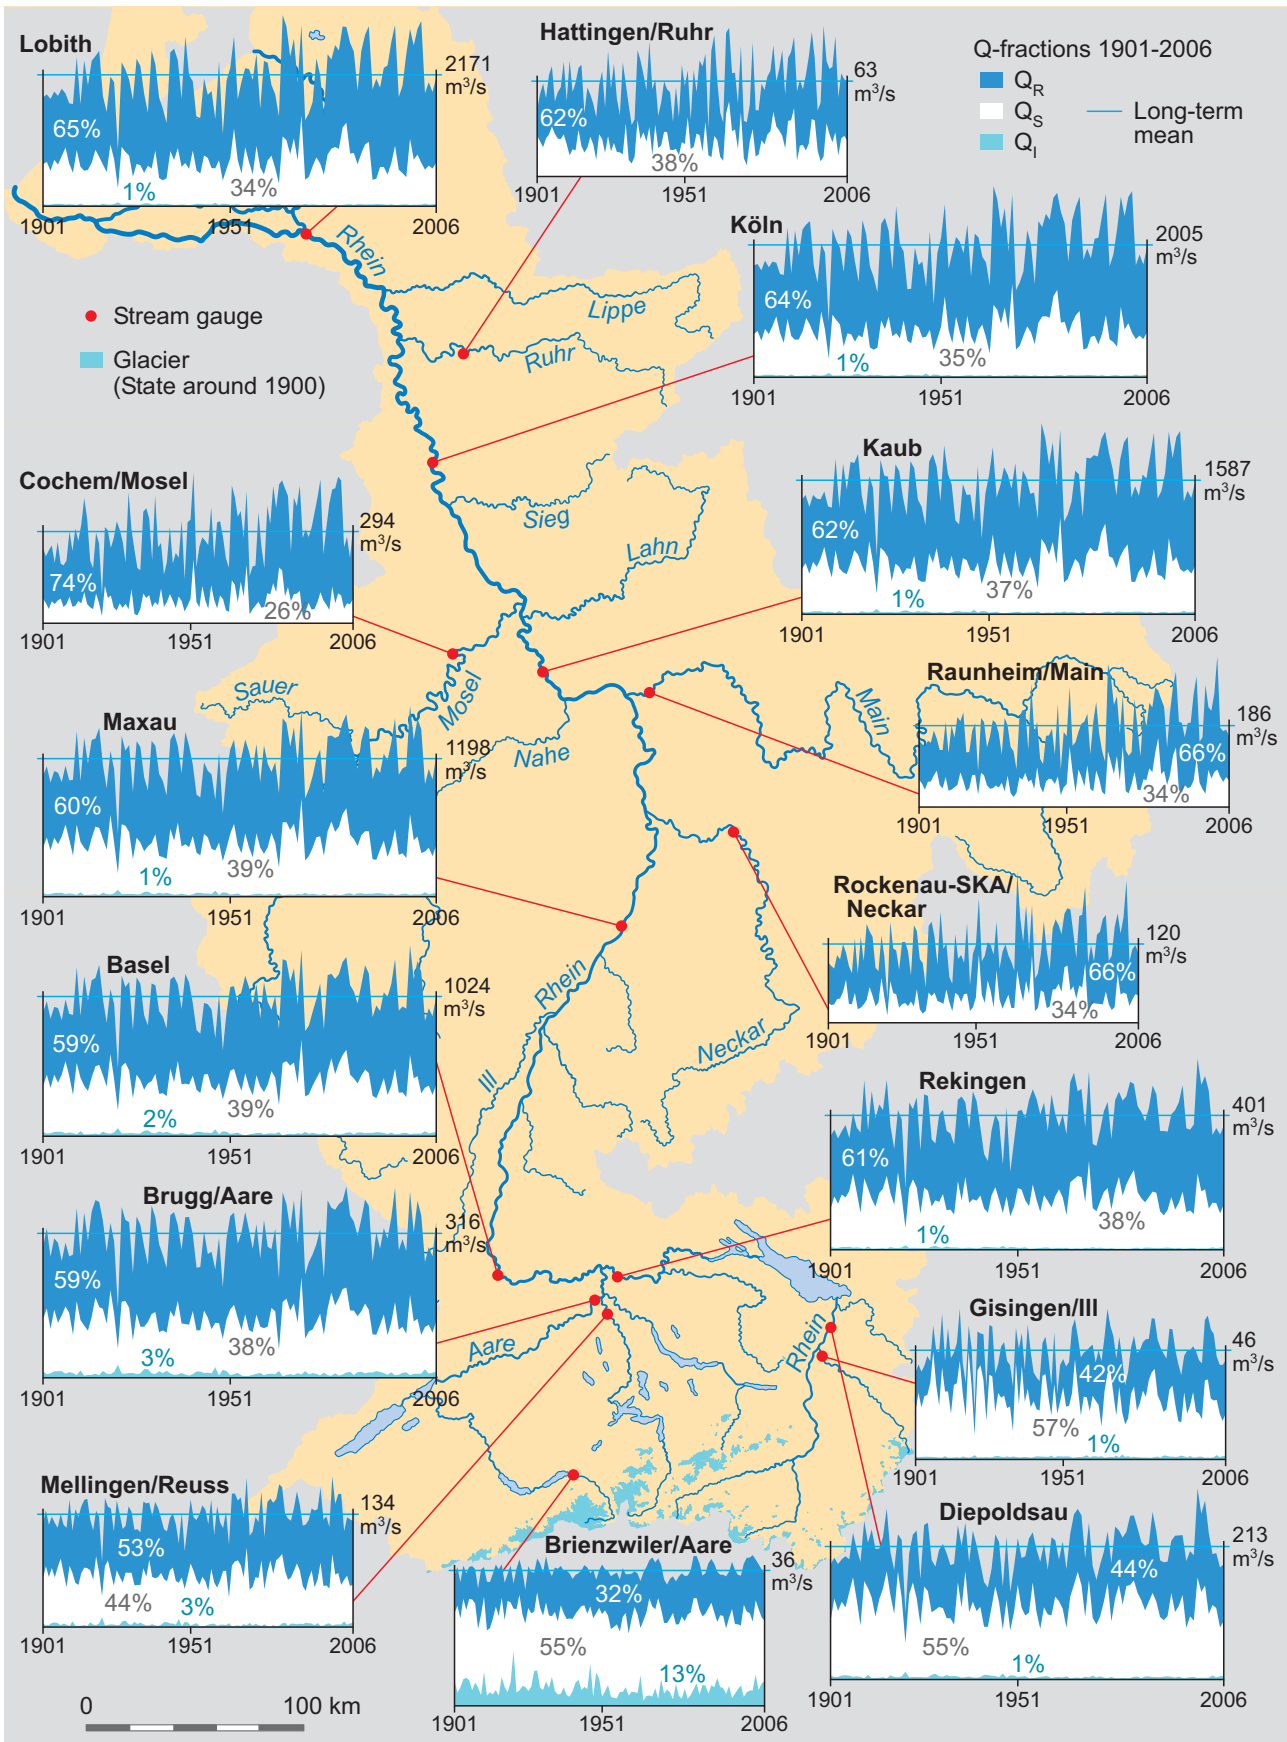 Lobith
2171
m³/s
65%
1%
34%
1901
1951
2006
Hattingen/Ruhr
63
m³/s
62%
38%
1901
1951
2006
Q-fractions 1901-2006
Q_R
Q_S
Q_I
Long-term
mean
Köln
2005
m³/s
64%
1%
35%
1901
1951
2006
Rhein
Lippe
Ruhr
Stream gauge
Glacier
(State around 1900)
Cochem/Mosel
294
m³/s
74%
26%
1901
1951
2006
Kaub
1587
m³/s
62%
1%
37%
1901
1951
2006
Sieg
Lahn
Sauer
Mosel
Nahe
Main
Raunheim/Main
186
m³/s
66%
34%
1901
1951
2006
Maxau
1198
m³/s
60%
1%
39%
1901
1951
2006
Rockenau-SKA/
Neckar
120
m³/s
66%
34%
1901
1951
2006
Basel
1024
m³/s
59%
2%
39%
1901
1951
2006
Rhein
Ill
Neckar
Rekingen
401
m³/s
61%
1%
38%
1901
1951
2006
Brugg/Aare
316
m³/s
59%
3%
38%
1901
1951
2006
Aare
Rhein
Gisingen/Ill
46
m³/s
42%
57%
1%
1901
1951
2006
Mellingen/Reuss
134
m³/s
53%
44%
3%
1901
1951
2006
Brienzwiler/Aare
36
m³/s
32%
55%
13%
1901
1951
2006
Diepoldsau
213
m³/s
44%
55%
1%
1901
1951
2006
0
100 km